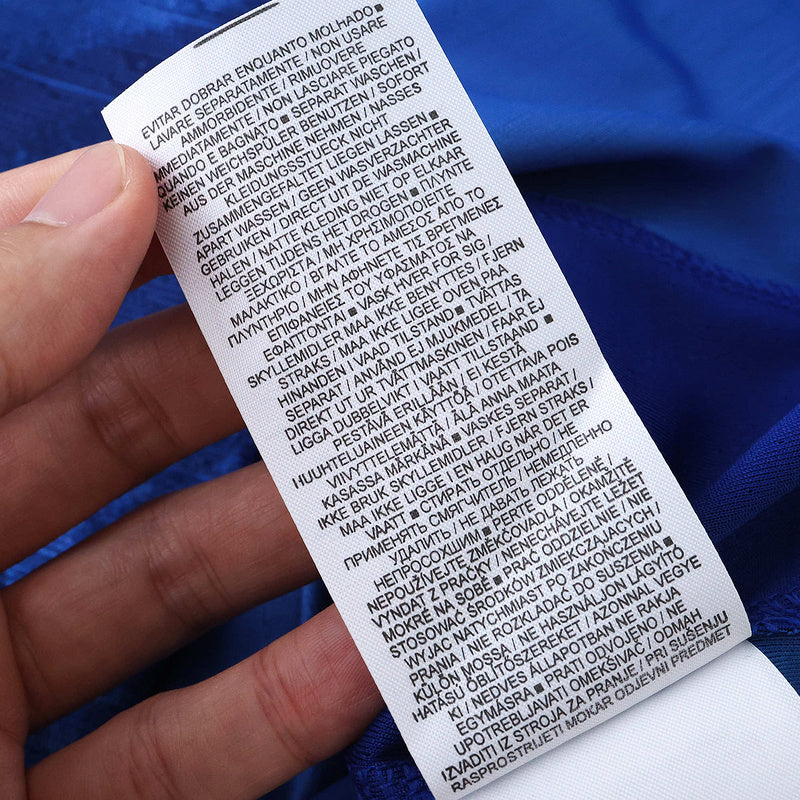 EVITAR DOBRAR ENQUANTO MOLHADO ■
LAVARE SEPARATAMENTE / NON USARE
AMMORBIDENTE / RIMUOVERE
IMMEDIATAMENTE / NON LASCIARE PIEGATO
QUANDO E BAGNATO ■ SEPARAT WASCHEN /
KEINEN WEICHSPÜLER BENUTZEN / SOFORT
AUS DER MASCHINE NEHMEN / NASSES
KLEIDUNGSSTUECK NICHT
ZUSAMMENGEFALTET LIEGEN LASSEN ■
APART WASSEN / GEEN WASVERZACHTER
GEBRUIKEN / DIRECT UIT DE WASMACHINE
HALEN / NATTE KLEDING NIET OP ELKAAR
LEGGEN TIJDENS HET DROGEN ■ ΠΛΥΝΤΕ
ΞΕΧΩΡΙΣΤΑ / ΜΗ ΧΡΗΣΙΜΟΠΟΙΕΙΤΕ
ΜΑΛΑΚΤΙΚΟ / ΒΓΑΛΤΕ ΤΟ ΑΜΕΣΩΣ ΑΠΟ ΤΟ
ΠΛΥΝΤΗΡΙΟ / ΜΗΝ ΑΦΗΝΕΤΕ ΤΙΣ ΒΡΕΓΜΕΝΕΣ
ΕΠΙΦΑΝΕΙΕΣ ΤΟΥ ΥΦΑΣΜΑΤΟΣ ΝΑ
ΕΦΑΠΤΟΝΤΑΙ ■ VASK HVER FOR SIG /
SKYLLEMIDLER MAA IKKE BENYTTES / FJERN
STRAKS / MAA IKKE LIGGE OVEN PAA
HINANDEN I VAAD TILSTAND ■ TVÄTTAS
SEPARAT / ANVÄND EJ MJUKMEDEL / TA
DIREKT UT UR TVÄTTMASKINEN / FAAR EJ
LIGGA DUBBELVIKT I VAATT TILLSTAAND ■
PESTÄVÄ ERILLÄÄN / EI KESTÄ
HUUHTELUAINEEN KÄYTTÖÄ / OTETTAVA POIS
VIIVYTTELEMÄTTÄ / ÄLÄ ANNA MAATA
KASASSA MÄRKÄNÄ ■ VASKES SEPARAT /
IKKE BRUK SKYLLEMIDLER / FJERN STRAKS /
MAA IKKE LIGGE I EN HAUG NÅR DET ER
VAATT ■ СТИРАТЬ ОТДЕЛЬНО / НЕ
ПРИМЕНЯТЬ СМЯГЧИТЕЛЬ / НЕМЕДЛЕННО
УДАЛИТЬ / НЕ ДАВАТЬ ЛЕЖАТЬ
НЕПРОСОХШИМ ■ PERTE ODDĚLENĚ /
NEPOUŽÍVEJTE ZMĚKČOVADLA / OKAMŽITĚ
VYNDAT Z PRAČKY / NENECHÁVEJTE LEŽET
MOKRÉ NA SOBĚ ■ PRAĆ ODDZIELNIE / NIE
STOSOWAĆ ŚRODKÓW ZMIEKCZAJACYCH /
WYJAC NATYCHMIAST PO ZAKOŃCZENIU
PRANIA / NIE ROZKLADAĆ DO SUSZENIA ■
KÜLÖN MOSSA / NE HASZNALJON LÁGYÍTÓ
HATÁSÚ ÖBLITÖSZEREKET / AZONNAL VEGYE
KI / NEDVES ÁLLAPOTBAN NE RAKJA
EGYMÁSRA ■ PRATI ODVOJENO / NE
UPOTREBLJAVATI OMEKŠIVAČ / ODMAH
IZVADITI IZ STROJA ZA PRANJE / PRI SUŠENJU
RASPROSTRIJETI MOKAR ODJEVNI PREDMET